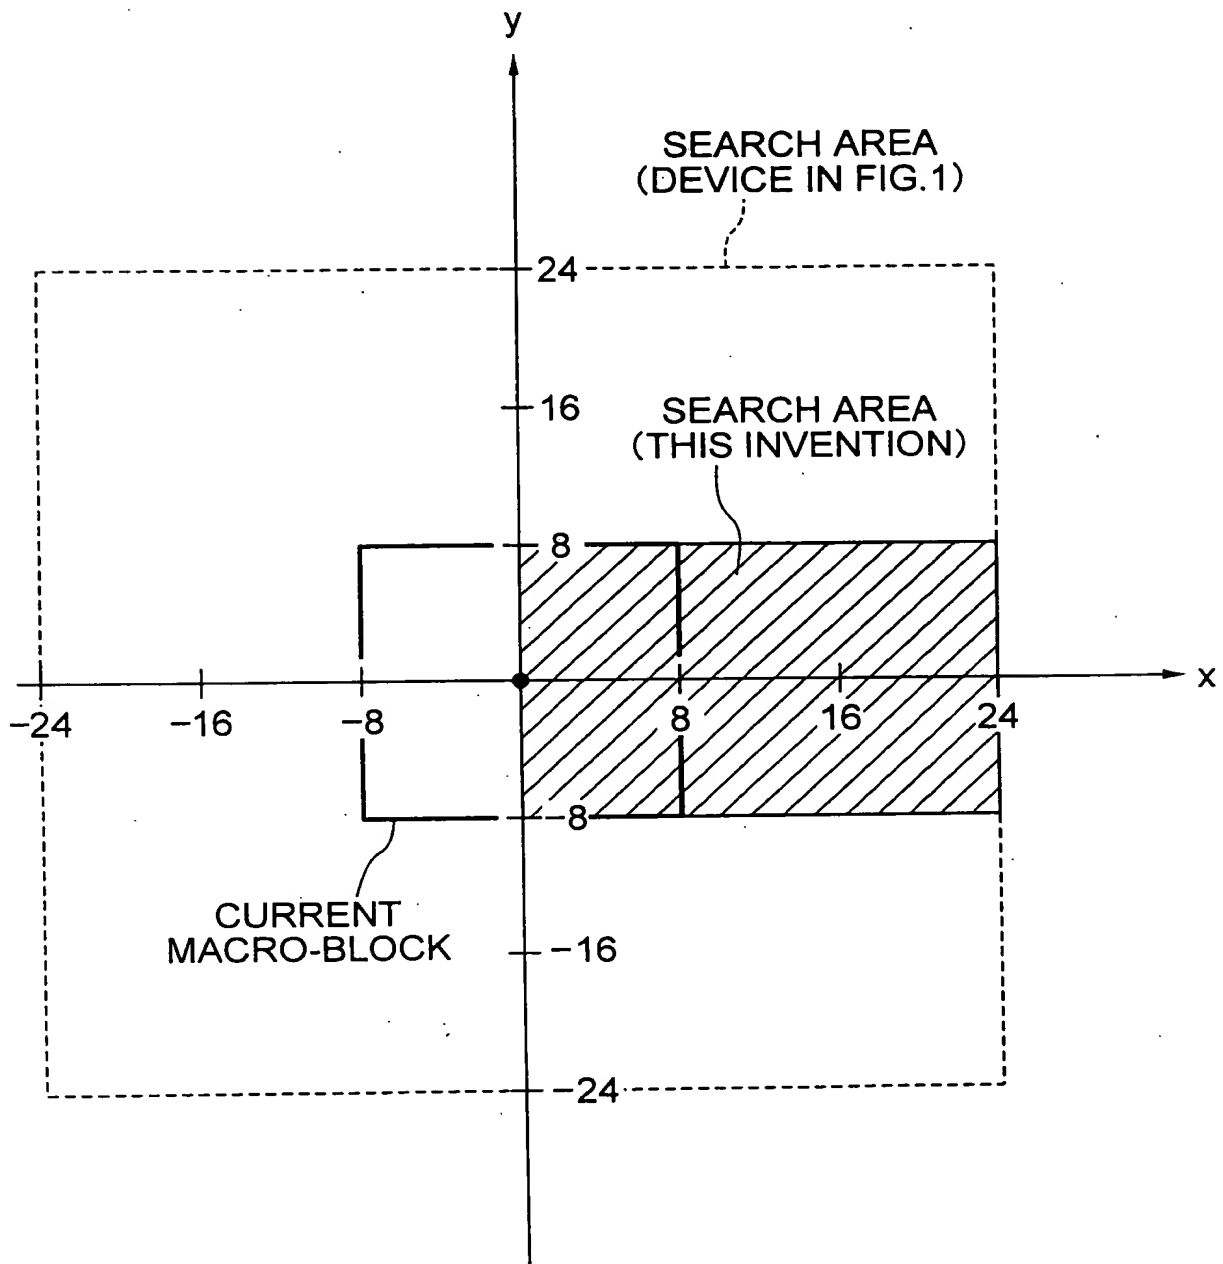 y
SEARCH AREA
(DEVICE IN FIG.1)
24
16
SEARCH AREA
(THIS INVENTION)
8
x
−24
−16
−8
8
16
24
−8
CURRENT
MACRO-BLOCK
−16
−24